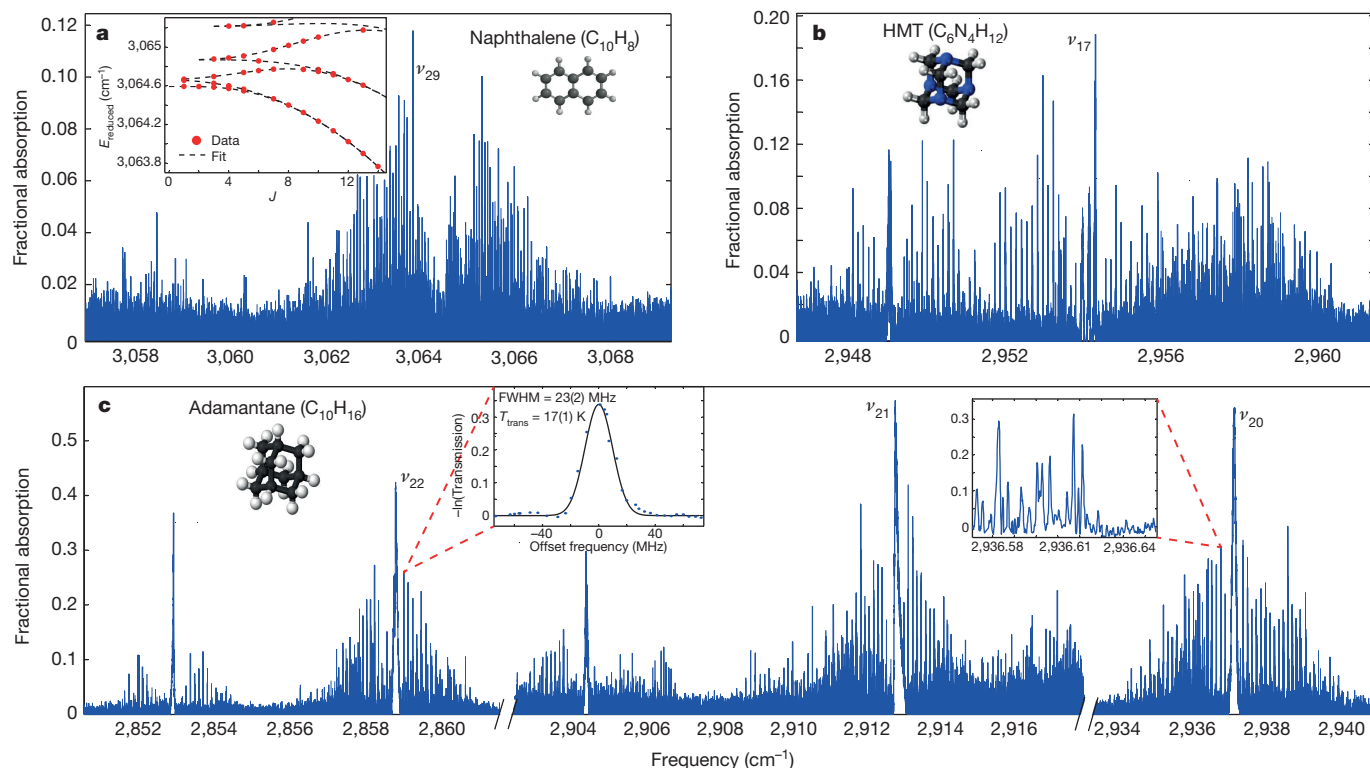 a
Naphthalene (C10H8)
ν29
Fractional absorption
0.12
0.10
0.08
0.06
0.04
0.02
0
3,058
3,060
3,062
3,064
3,066
3,068
Ereduced (cm−1)
3,065
3,064.6
3,064.2
3,063.8
Data
Fit
0
4
8
12
J
b
HMT (C6N4H12)
ν17
Fractional absorption
0.20
0.16
0.12
0.08
0.04
0
2,948
2,952
2,956
2,960
c
Adamantane (C10H16)
Fractional absorption
0.5
0.4
0.3
0.2
0.1
0
ν22
ν21
ν20
FWHM = 23(2) MHz
Ttrans = 17(1) K
−ln(Transmission)
0.3
0.2
0.1
0
−40
0
40
Offset frequency (MHz)
0.3
0.2
0.1
0
2,936.58
2,936.61
2,936.64
2,852
2,854
2,856
2,858
2,860
2,904
2,906
2,908
2,910
2,912
2,914
2,916
2,934
2,936
2,938
2,940
Frequency (cm−1)